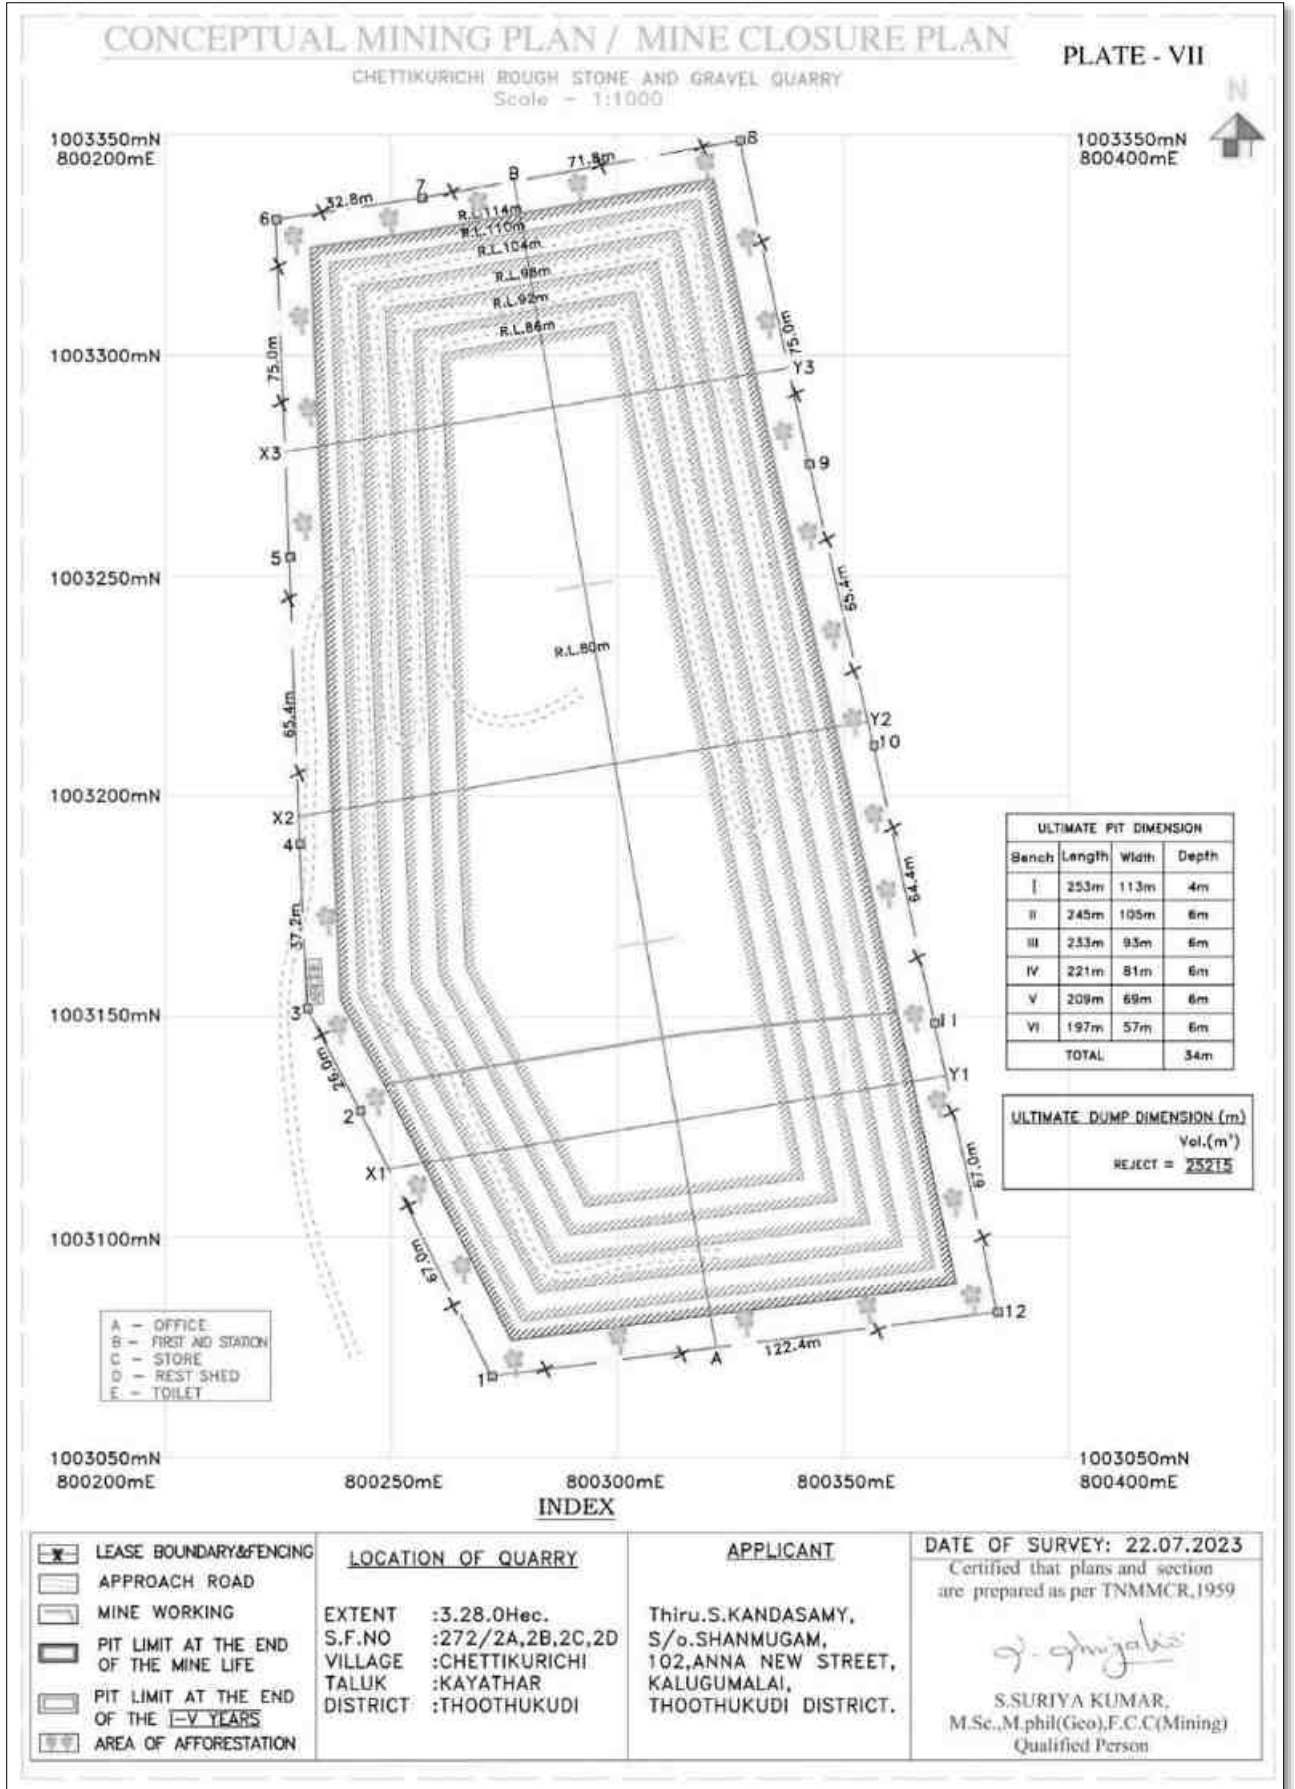 CONCEPTUAL MINING PLAN / MINE CLOSURE PLAN
PLATE - VII
CHETTIKURICHI ROUGH STONE AND GRAVEL QUARRY
Scale - 1:1000
N
1003350mN
800200mE
1003350mN
800400mE
8
71.8m
B
7
32.8m
6
R.L.114m
R.L.110m
R.L.104m
R.L.98m
R.L.92m
R.L.86m
75.0m
1003300mN
75.0m
Y3
X3
9
5
1003250mN
65.4m
R.L.80m
65.4m
Y2
10
1003200mN
X2
4
64.4m
37.2m
ULTIMATE PIT DIMENSION
Bench Length Width Depth
I 253m 113m 4m
II 245m 105m 6m
III 233m 93m 6m
IV 221m 81m 6m
V 209m 69m 6m
VI 197m 57m 6m
TOTAL 34m
1003150mN
3
11
26.0m
Y1
2
X1
ULTIMATE DUMP DIMENSION (m)
Vol.(m³)
REJECT = 25215
67.0m
1003100mN
67.0m
12
122.4m
A
1
A - OFFICE
B - FIRST AID STATION
C - STORE
D - REST SHED
E - TOILET
1003050mN
800200mE
800250mE
800300mE
800350mE
1003050mN
800400mE
INDEX
LEASE BOUNDARY&FENCING
APPROACH ROAD
MINE WORKING
PIT LIMIT AT THE END
OF THE MINE LIFE
PIT LIMIT AT THE END
OF THE I-V YEARS
AREA OF AFFORESTATION
LOCATION OF QUARRY
EXTENT :3.28.0Hec.
S.F.NO :272/2A,2B,2C,2D
VILLAGE :CHETTIKURICHI
TALUK :KAYATHAR
DISTRICT :THOOTHUKUDI
APPLICANT
Thiru.S.KANDASAMY,
S/o.SHANMUGAM,
102,ANNA NEW STREET,
KALUGUMALAI,
THOOTHUKUDI DISTRICT.
DATE OF SURVEY: 22.07.2023
Certified that plans and section
are prepared as per TNMMCR,1959
S.SURIYA KUMAR,
M.Sc.,M.phil(Geo),F.C.C(Mining)
Qualified Person